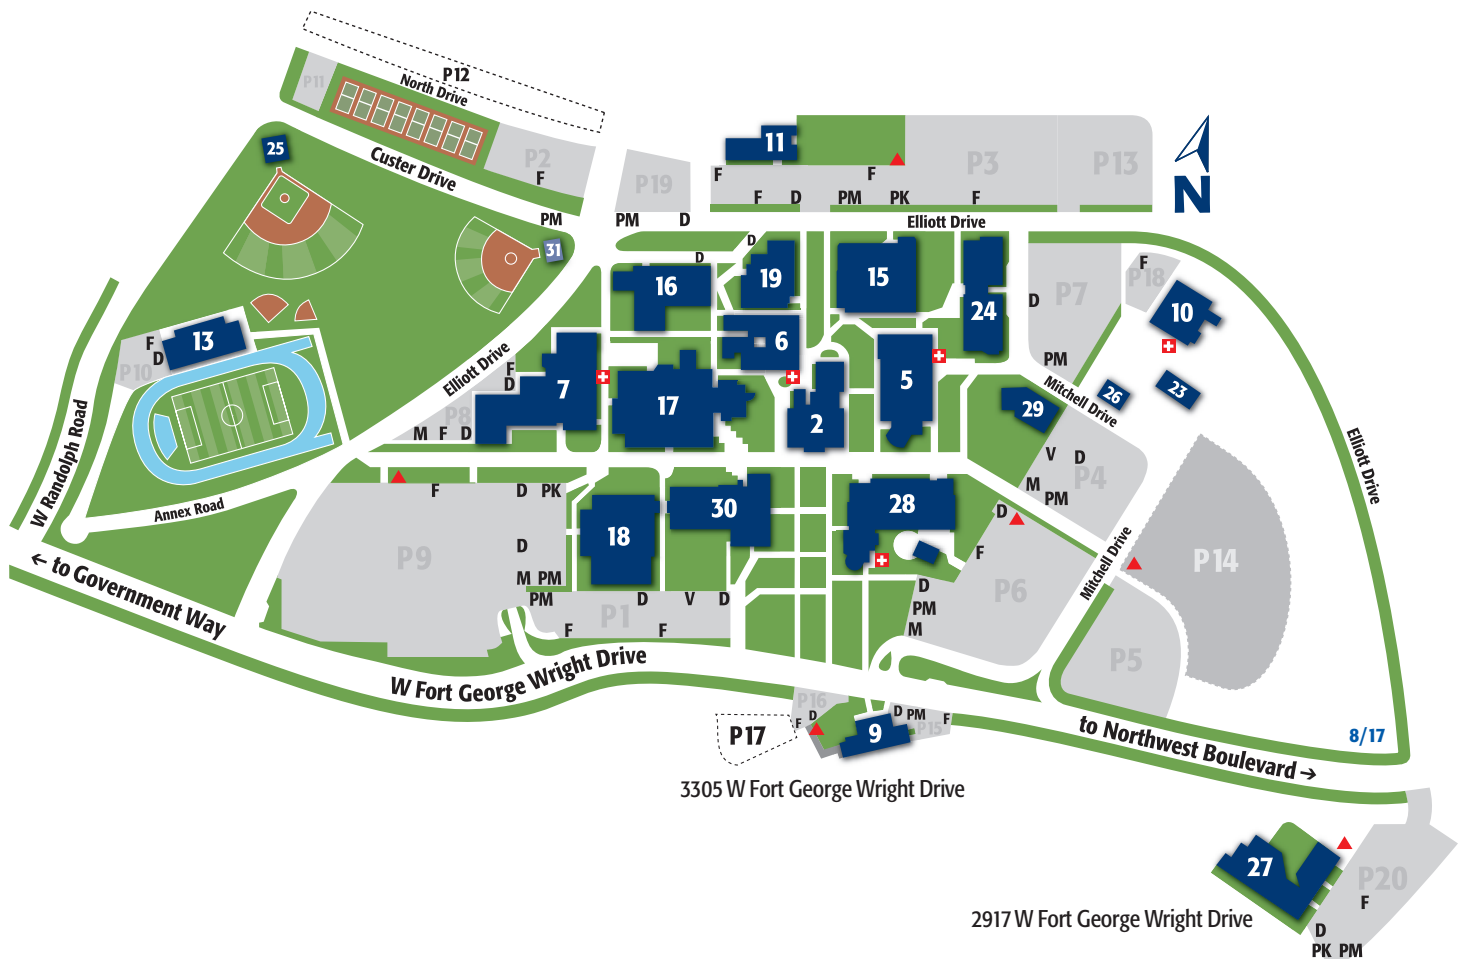 P12
North Drive
P11
11
25
Custer Drive
P2
F
P19
P3
P13
F
F
F
D
PM
PK
F
N
PM
PM
D
Elliott Drive
31
D
D
16
19
15
24
P7
D
F
P18
10
13
F
D
P10
6
PM
Elliott Drive
F
D
7
17
5
2
29
Mitchell Drive
26
23
P8
M F D
W Randolph Road
Annex Road
V
D
P4
M
PM
Elliott Drive
F
D
PK
30
28
D
18
P9
D
F
Mitchell Drive
P14
M PM
PM
P1
D
V
D
F
F
D
PM
M
P6
← to Government Way
W Fort George Wright Drive
P5
P16
D
F
P17
9
D
PM
F
P15
to Northwest Boulevard →
8/17
3305 W Fort George Wright Drive
27
P20
F
2917 W Fort George Wright Drive
D
PK PM